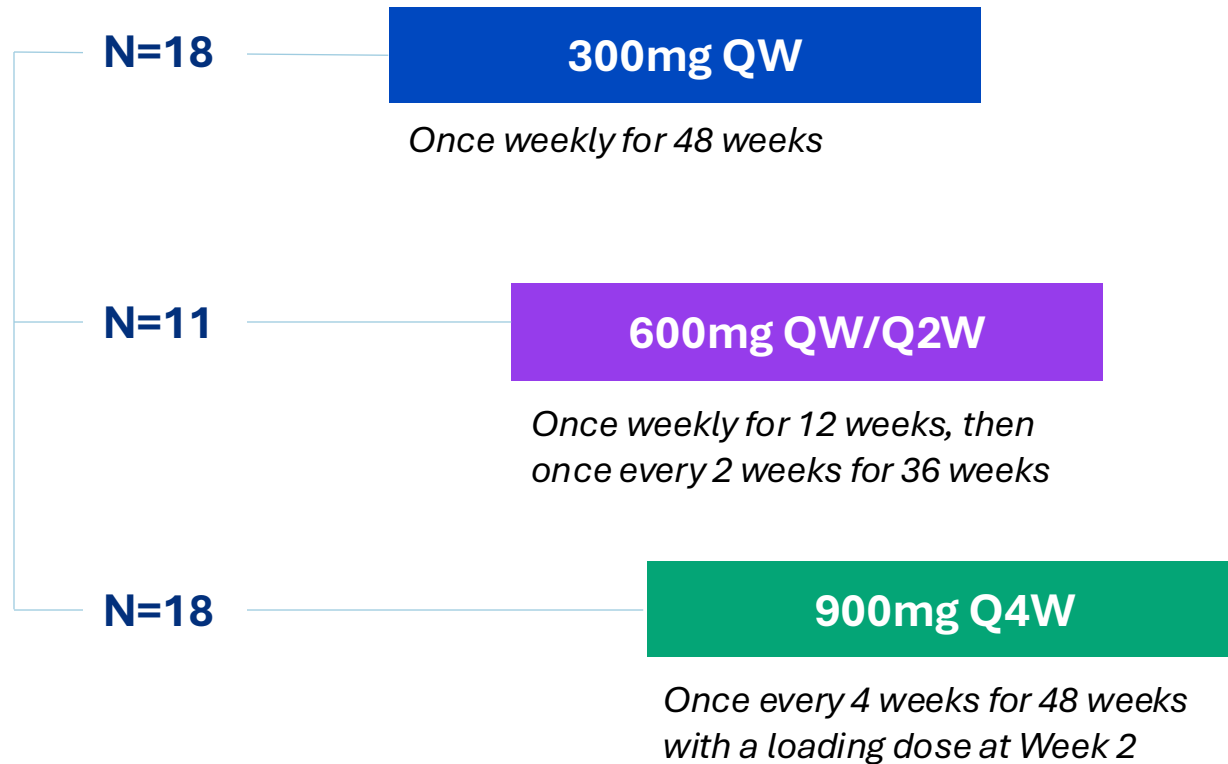 N=18
300mg QW
Once weekly for 48 weeks
N=11
600mg QW/Q2W
Once weekly for 12 weeks, then
once every 2 weeks for 36 weeks
N=18
900mg Q4W
Once every 4 weeks for 48 weeks
with a loading dose at Week 2